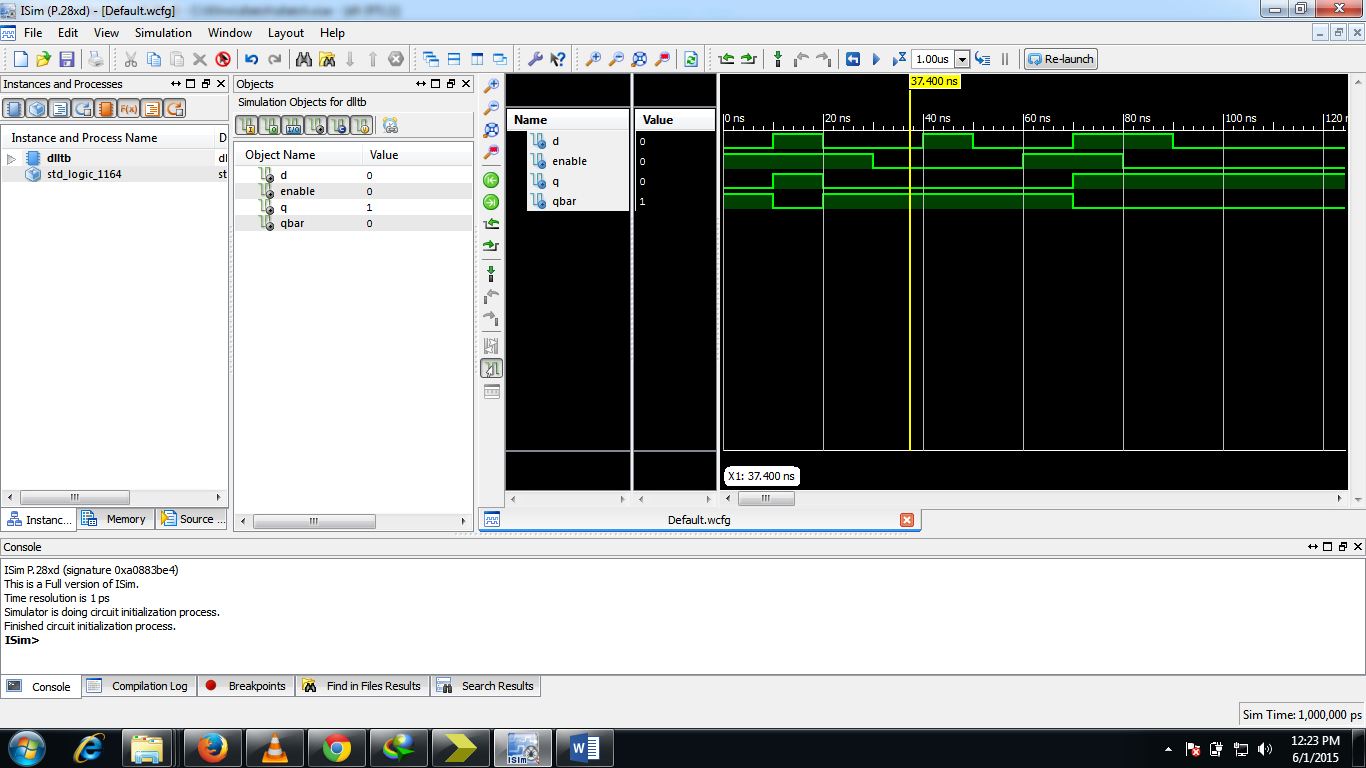 ISim (P.28xd) - [Default.wcfg]
File Edit View Simulation Window Layout Help
1.00us Re-launch
Instances and Processes
Instance and Process Name D
dlltb dl
std_logic_1164 st
Instanc... Memory Source ...
Objects
Simulation Objects for dlltb
Object Name Value
d 0
enable 0
q 1
qbar 0
Name Value
d 0
enable 0
q 0
qbar 1
37.400 ns
0 ns 20 ns 40 ns 60 ns 80 ns 100 ns 120 n
X1: 37.400 ns
Default.wcfg
Console
ISim P.28xd (signature 0xa0883be4)
This is a Full version of ISim.
Time resolution is 1 ps
Simulator is doing circuit initialization process.
Finished circuit initialization process.
ISim>
Console Compilation Log Breakpoints Find in Files Results Search Results
Sim Time: 1,000,000 ps
12:23 PM
6/1/2015